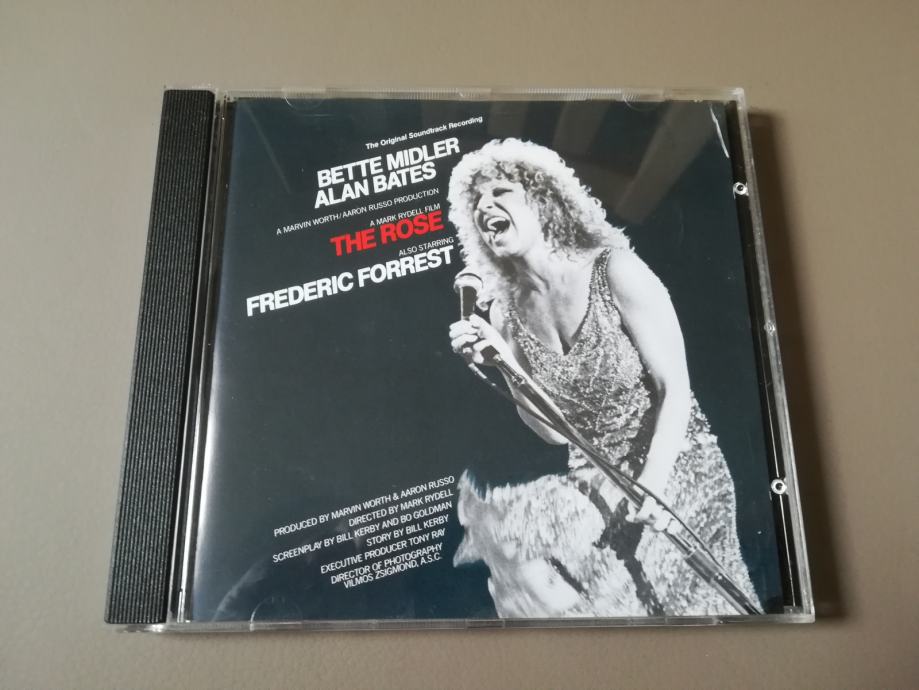 The Original Soundtrack Recording
BETTE MIDLER
ALAN BATES
A MARVIN WORTH/AARON RUSSO PRODUCTION
A MARK RYDELL FILM
THE ROSE
ALSO STARRING
FREDERIC FORREST
PRODUCED BY MARVIN WORTH & AARON RUSSO
DIRECTED BY MARK RYDELL
SCREENPLAY BY BILL KERBY AND BO GOLDMAN
STORY BY BILL KERBY
EXECUTIVE PRODUCER TONY RAY
DIRECTOR OF PHOTOGRAPHY
VILMOS ZSIGMOND, A.S.C.